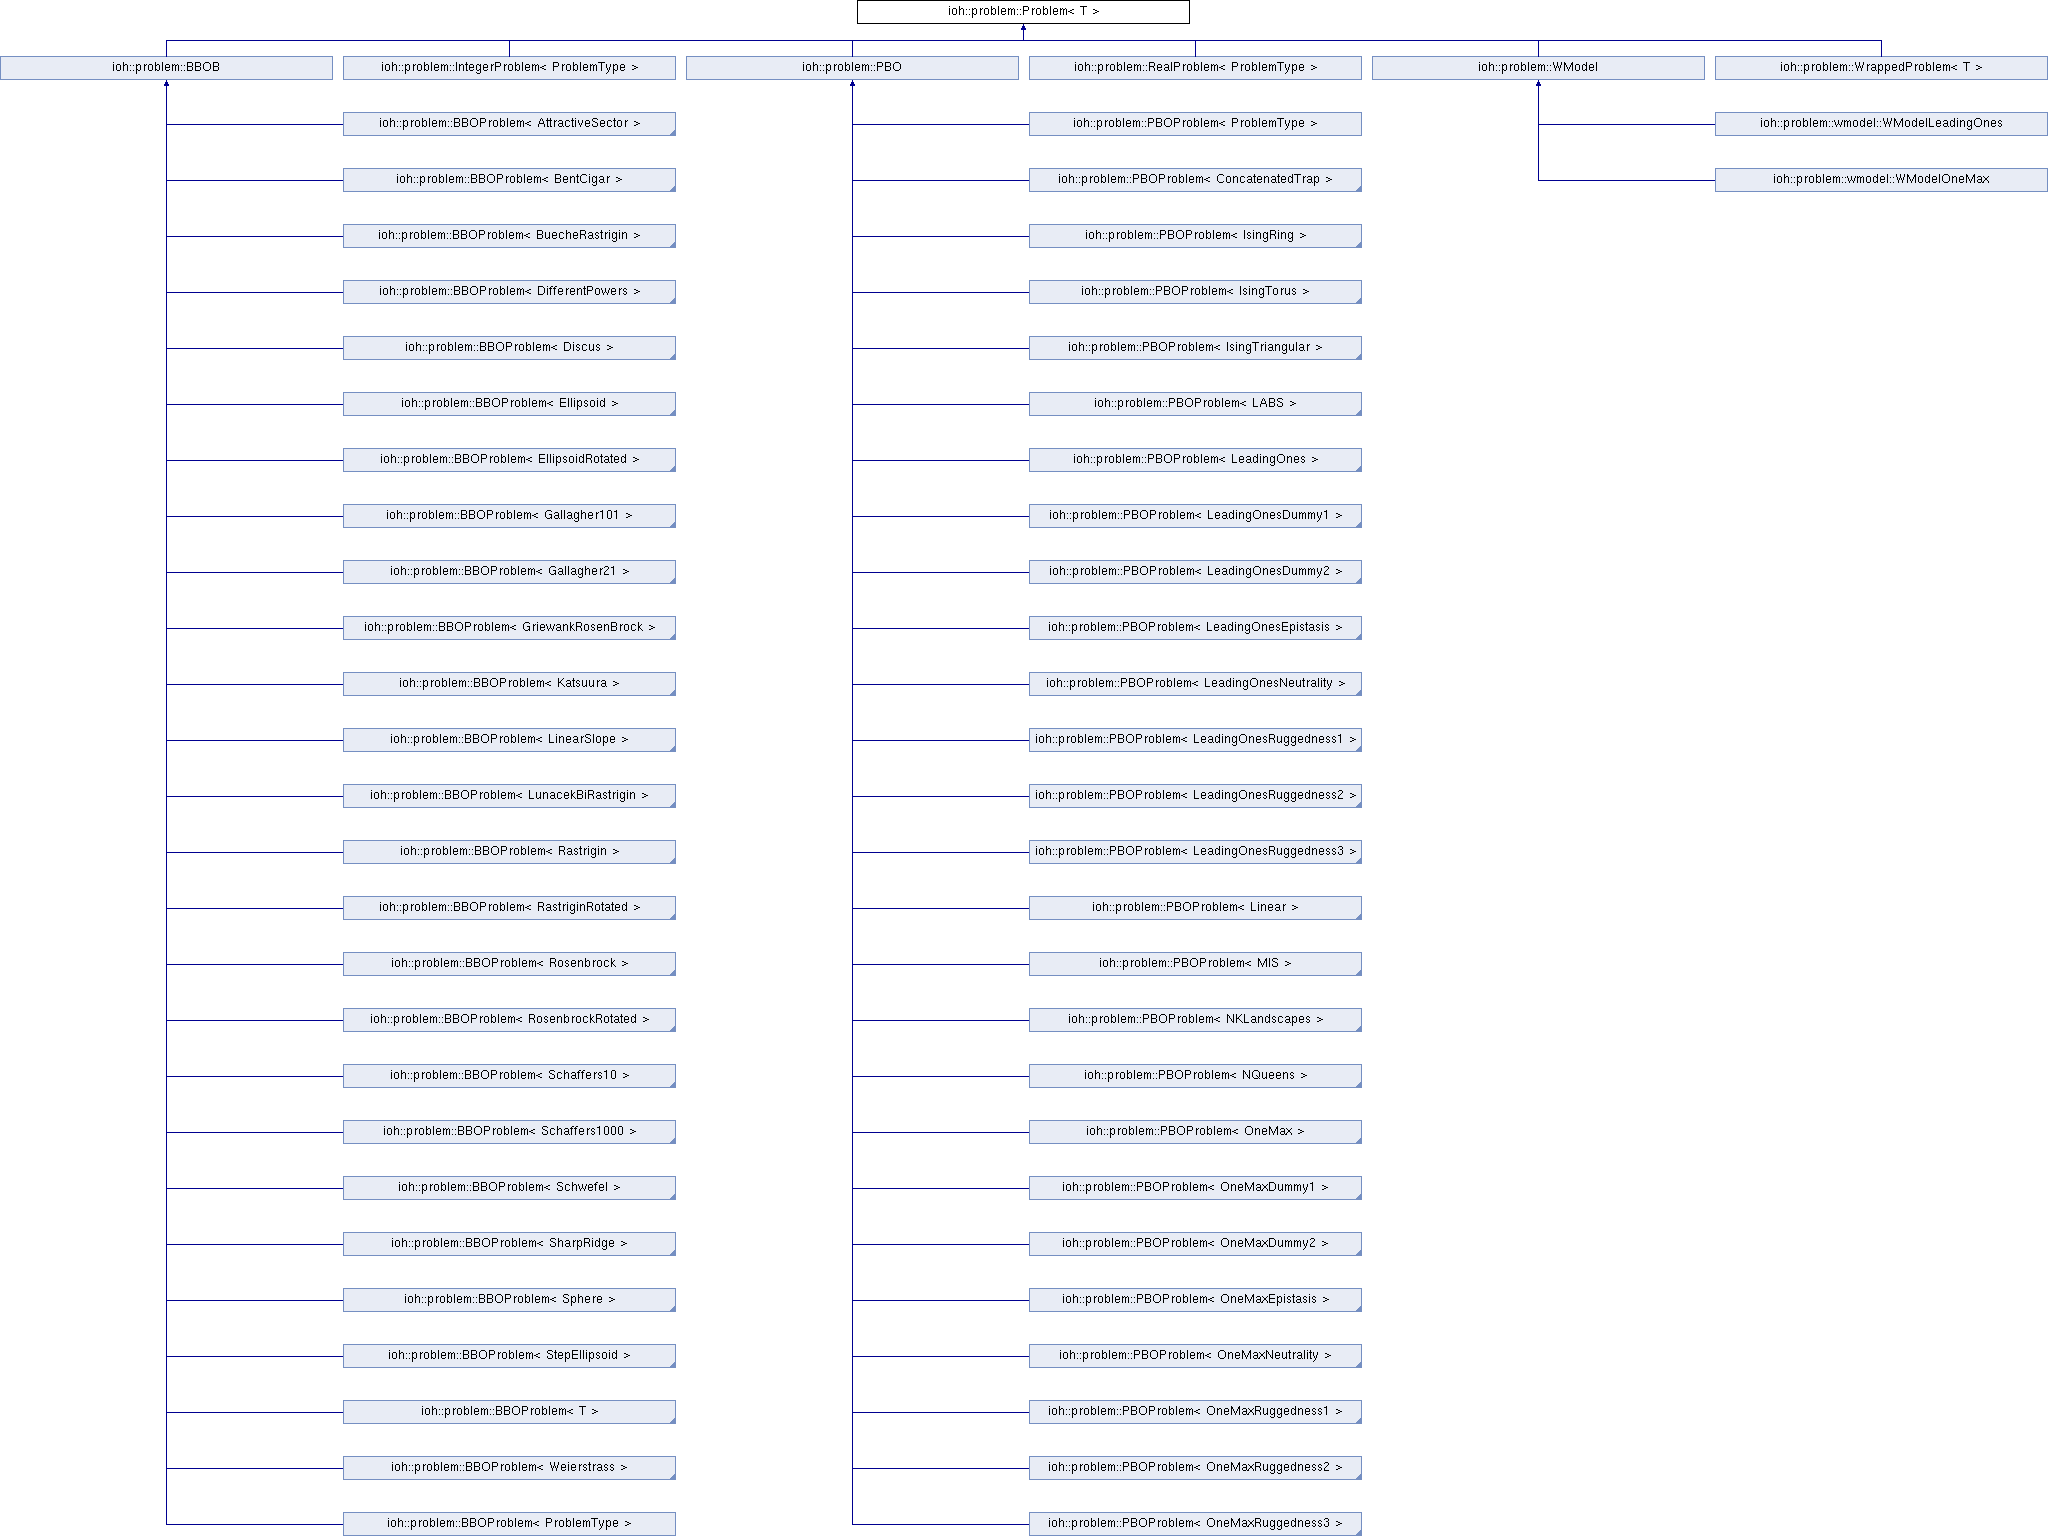 ioh::problem::Problem< T >
ioh::problem::BBOB
ioh::problem::IntegerProblem< ProblemType >
ioh::problem::PBO
ioh::problem::RealProblem< ProblemType >
ioh::problem::WModel
ioh::problem::WrappedProblem< T >
ioh::problem::BBOProblem< AttractiveSector >
ioh::problem::PBOProblem< ProblemType >
ioh::problem::wmodel::WModelLeadingOnes
ioh::problem::BBOProblem< BentCigar >
ioh::problem::PBOProblem< ConcatenatedTrap >
ioh::problem::wmodel::WModelOneMax
ioh::problem::BBOProblem< BuecheRastrigin >
ioh::problem::PBOProblem< IsingRing >
ioh::problem::BBOProblem< DifferentPowers >
ioh::problem::PBOProblem< IsingTorus >
ioh::problem::BBOProblem< Discus >
ioh::problem::PBOProblem< IsingTriangular >
ioh::problem::BBOProblem< Ellipsoid >
ioh::problem::PBOProblem< LABS >
ioh::problem::BBOProblem< EllipsoidRotated >
ioh::problem::PBOProblem< LeadingOnes >
ioh::problem::BBOProblem< Gallagher101 >
ioh::problem::PBOProblem< LeadingOnesDummy1 >
ioh::problem::BBOProblem< Gallagher21 >
ioh::problem::PBOProblem< LeadingOnesDummy2 >
ioh::problem::BBOProblem< GriewankRosenBrock >
ioh::problem::PBOProblem< LeadingOnesEpistasis >
ioh::problem::BBOProblem< Katsuura >
ioh::problem::PBOProblem< LeadingOnesNeutrality >
ioh::problem::BBOProblem< LinearSlope >
ioh::problem::PBOProblem< LeadingOnesRuggedness1 >
ioh::problem::BBOProblem< LunacekBiRastrigin >
ioh::problem::PBOProblem< LeadingOnesRuggedness2 >
ioh::problem::BBOProblem< Rastrigin >
ioh::problem::PBOProblem< LeadingOnesRuggedness3 >
ioh::problem::BBOProblem< RastriginRotated >
ioh::problem::PBOProblem< Linear >
ioh::problem::BBOProblem< Rosenbrock >
ioh::problem::PBOProblem< MIS >
ioh::problem::BBOProblem< RosenbrockRotated >
ioh::problem::PBOProblem< NKLandscapes >
ioh::problem::BBOProblem< Schaffers10 >
ioh::problem::PBOProblem< NQueens >
ioh::problem::BBOProblem< Schaffers1000 >
ioh::problem::PBOProblem< OneMax >
ioh::problem::BBOProblem< Schwefel >
ioh::problem::PBOProblem< OneMaxDummy1 >
ioh::problem::BBOProblem< SharpRidge >
ioh::problem::PBOProblem< OneMaxDummy2 >
ioh::problem::BBOProblem< Sphere >
ioh::problem::PBOProblem< OneMaxEpistasis >
ioh::problem::BBOProblem< StepEllipsoid >
ioh::problem::PBOProblem< OneMaxNeutrality >
ioh::problem::BBOProblem< T >
ioh::problem::PBOProblem< OneMaxRuggedness1 >
ioh::problem::BBOProblem< Weierstrass >
ioh::problem::PBOProblem< OneMaxRuggedness2 >
ioh::problem::BBOProblem< ProblemType >
ioh::problem::PBOProblem< OneMaxRuggedness3 >